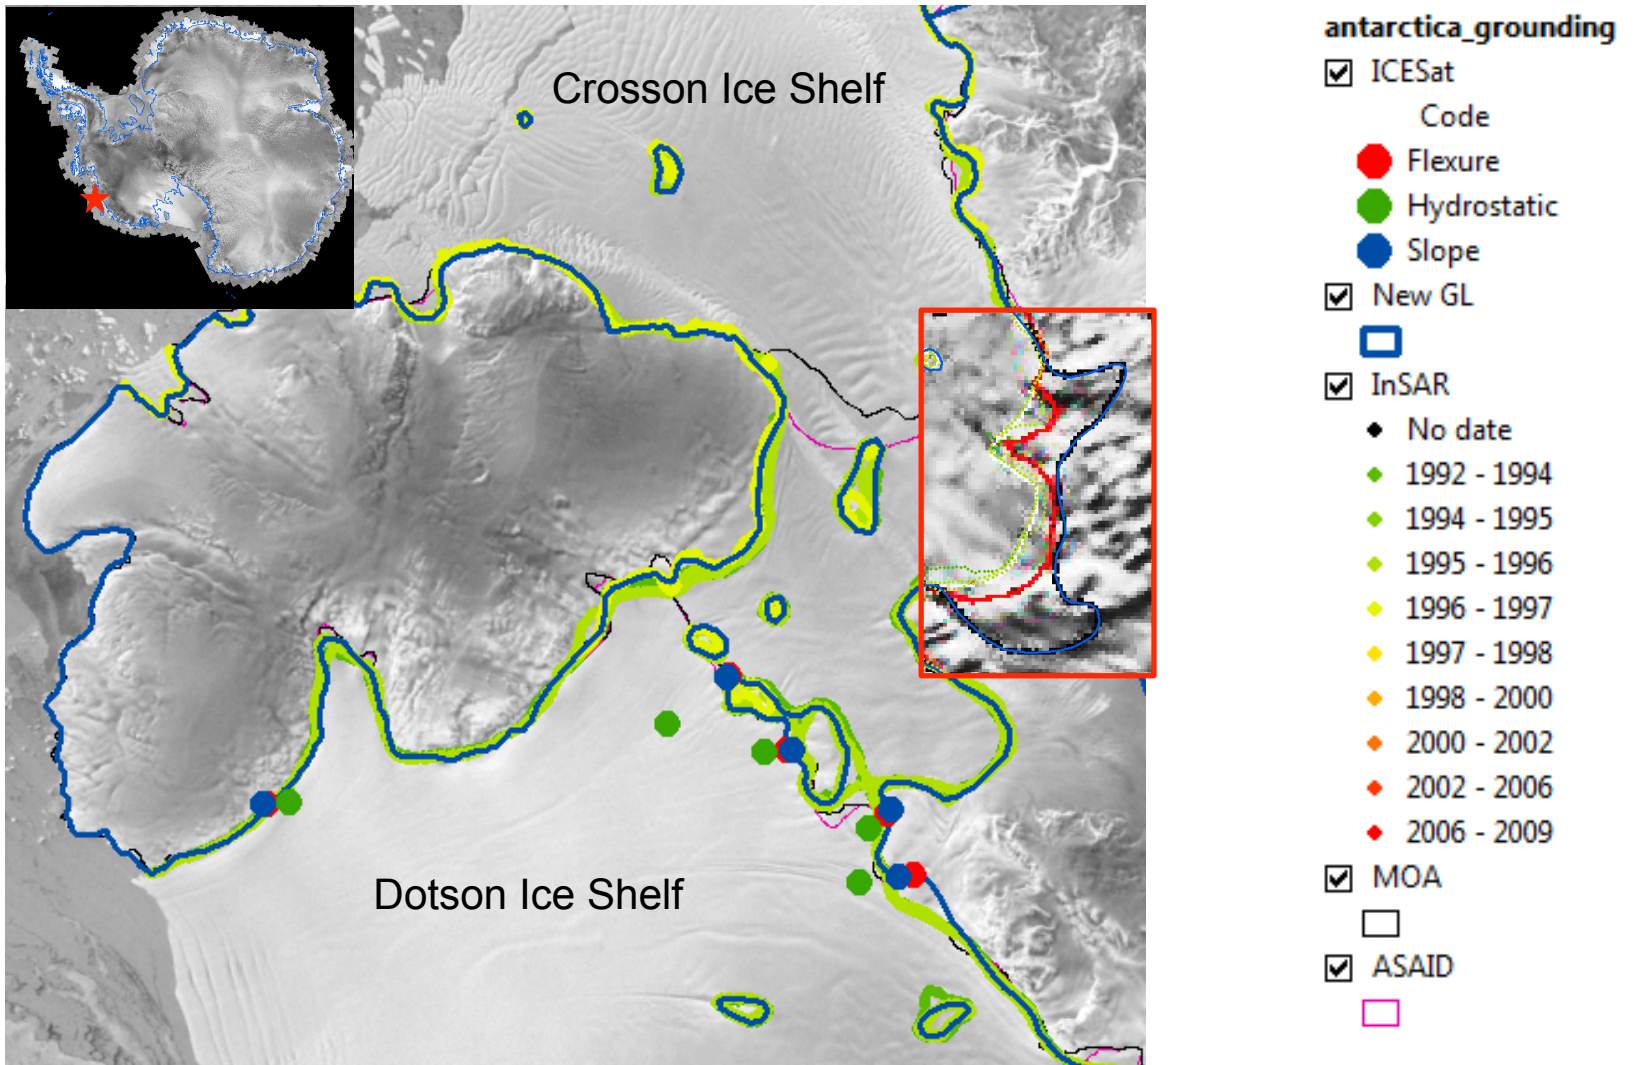 Crosson Ice Shelf
Dotson Ice Shelf
antarctica_grounding
ICESat
Code
Flexure
Hydrostatic
Slope
New GL
InSAR
No date
1992 - 1994
1994 - 1995
1995 - 1996
1996 - 1997
1997 - 1998
1998 - 2000
2000 - 2002
2002 - 2006
2006 - 2009
MOA
ASAID